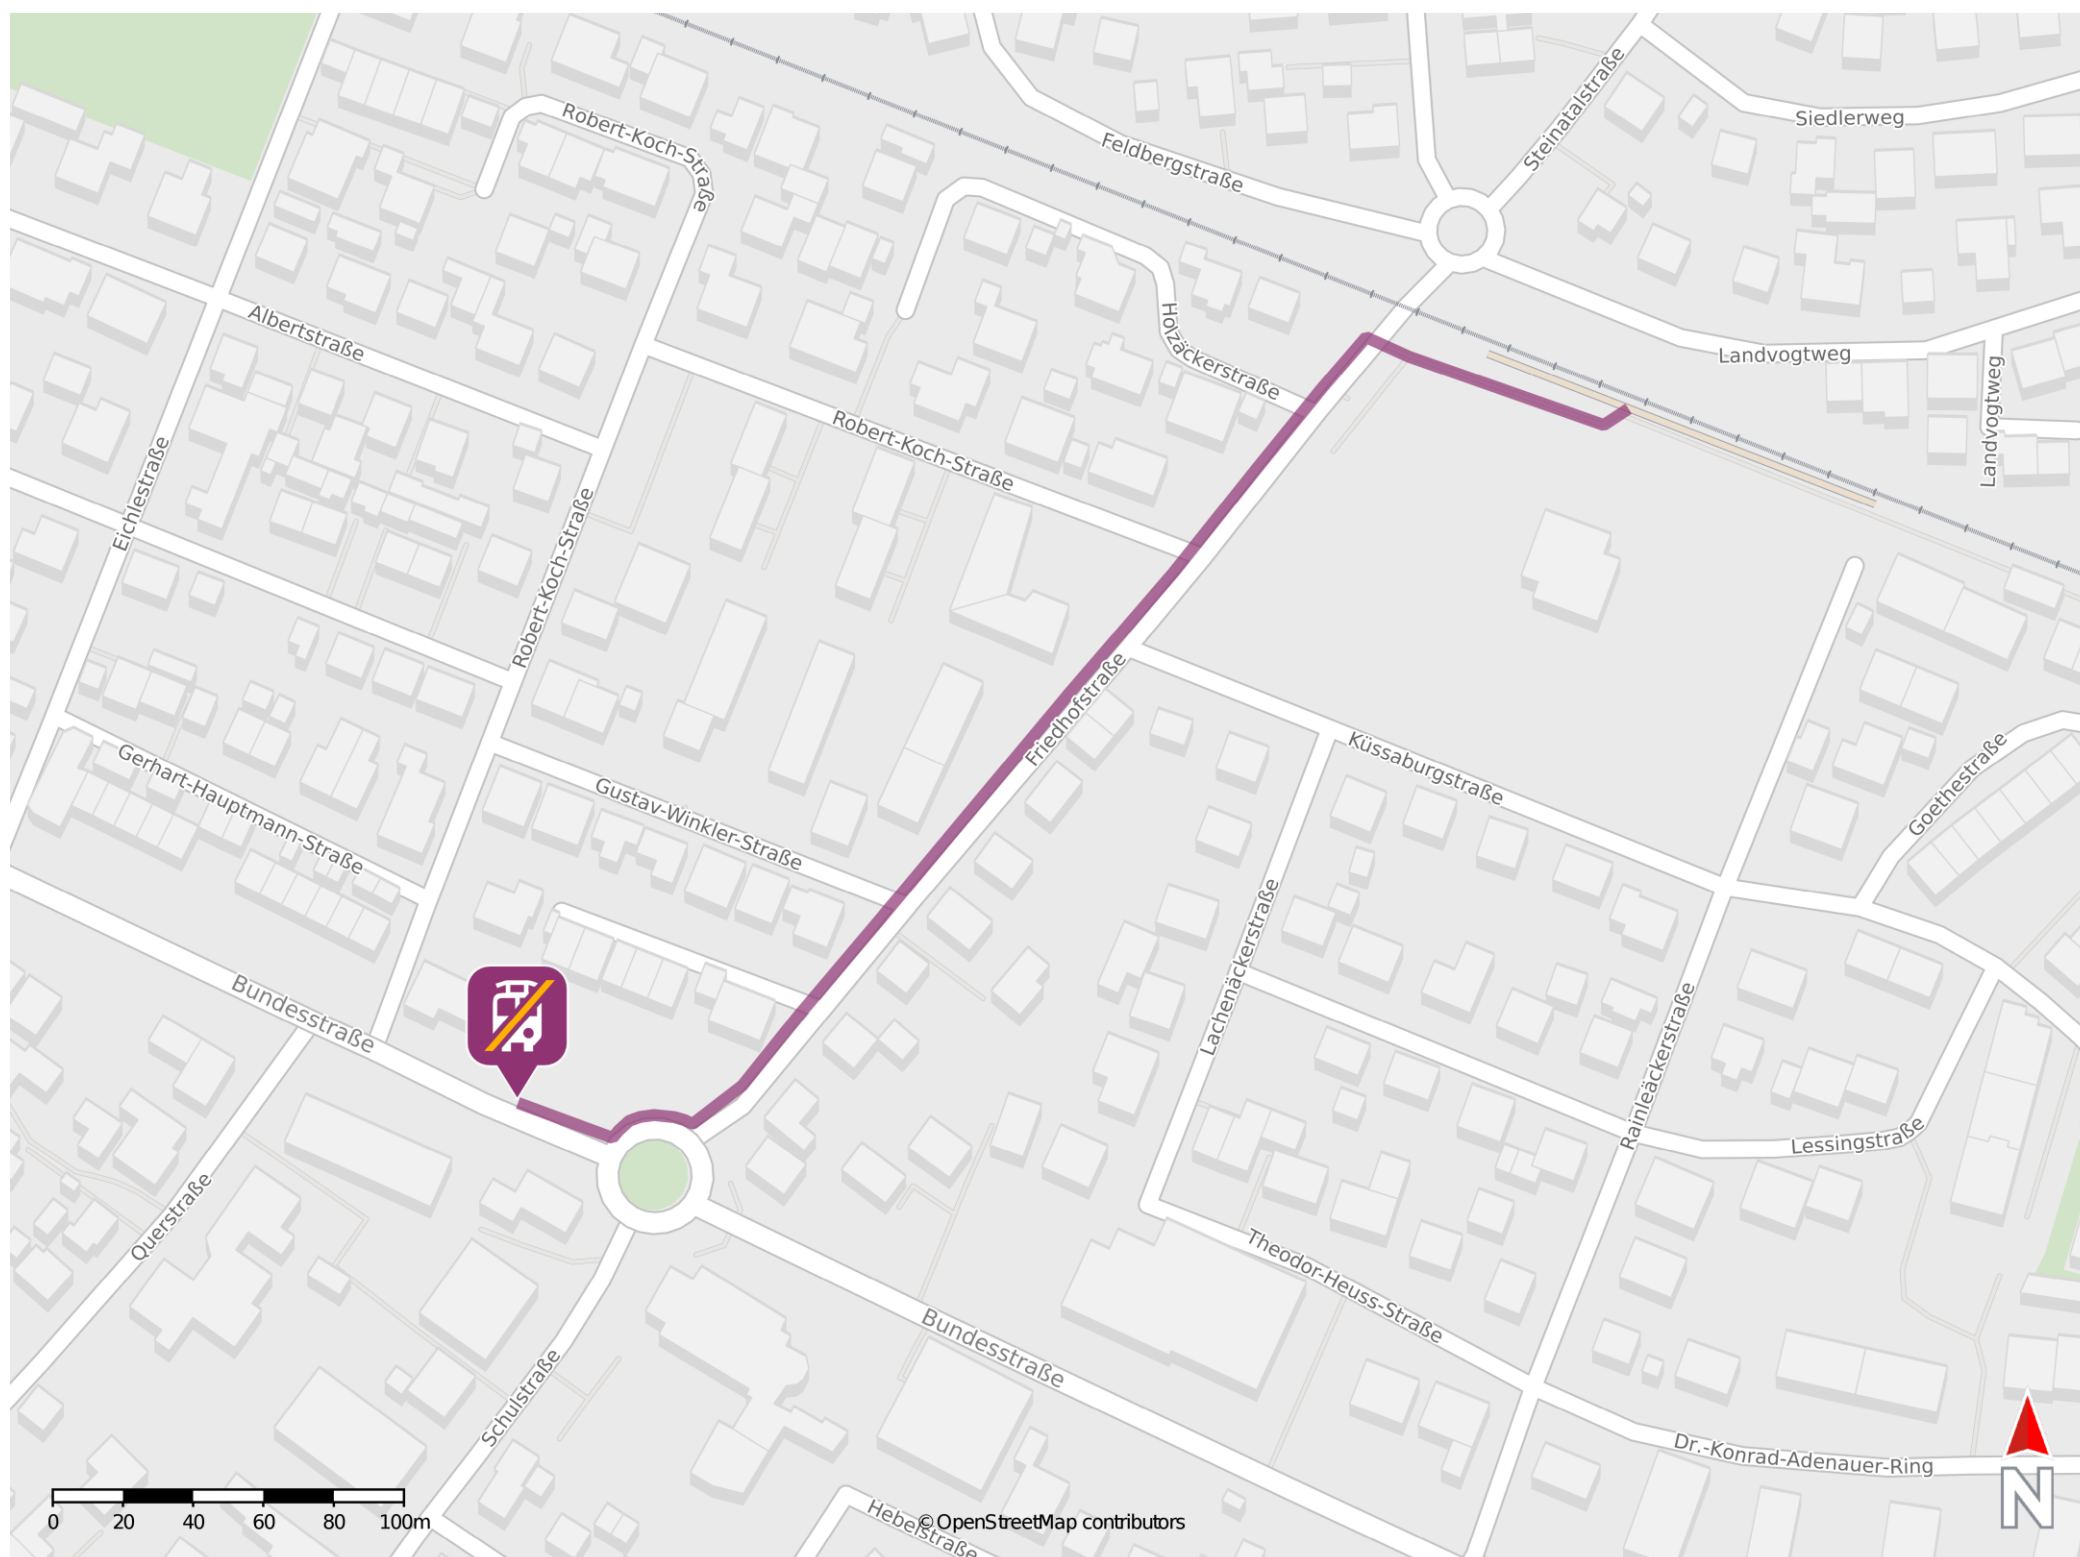 Robert-Koch-Straße
Feldbergstraße
Steinatalstraße
Siedlerweg
Albertstraße
Holzäckerstraße
Landvogtweg
Landvogtweg
Robert-Koch-Straße
Eichlestraße
Robert-Koch-Straße
Friedhofstraße
Küssaburgstraße
Goethestraße
Gerhart-Hauptmann-Straße
Gustav-Winkler-Straße
Lachenäckerstraße
Bundesstraße
Rainleäckerstraße
Lessingstraße
Querstraße
Theodor-Heuss-Straße
Bundesstraße
Schulstraße
Dr.-Konrad-Adenauer-Ring
N
Hebelstraße
0 20 40 60 80 100m
© OpenStreetMap contributors